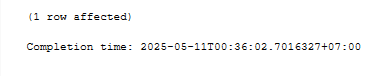 (1 row affected)
Completion time: 2025-05-11T00:36:02.7016327+07:00